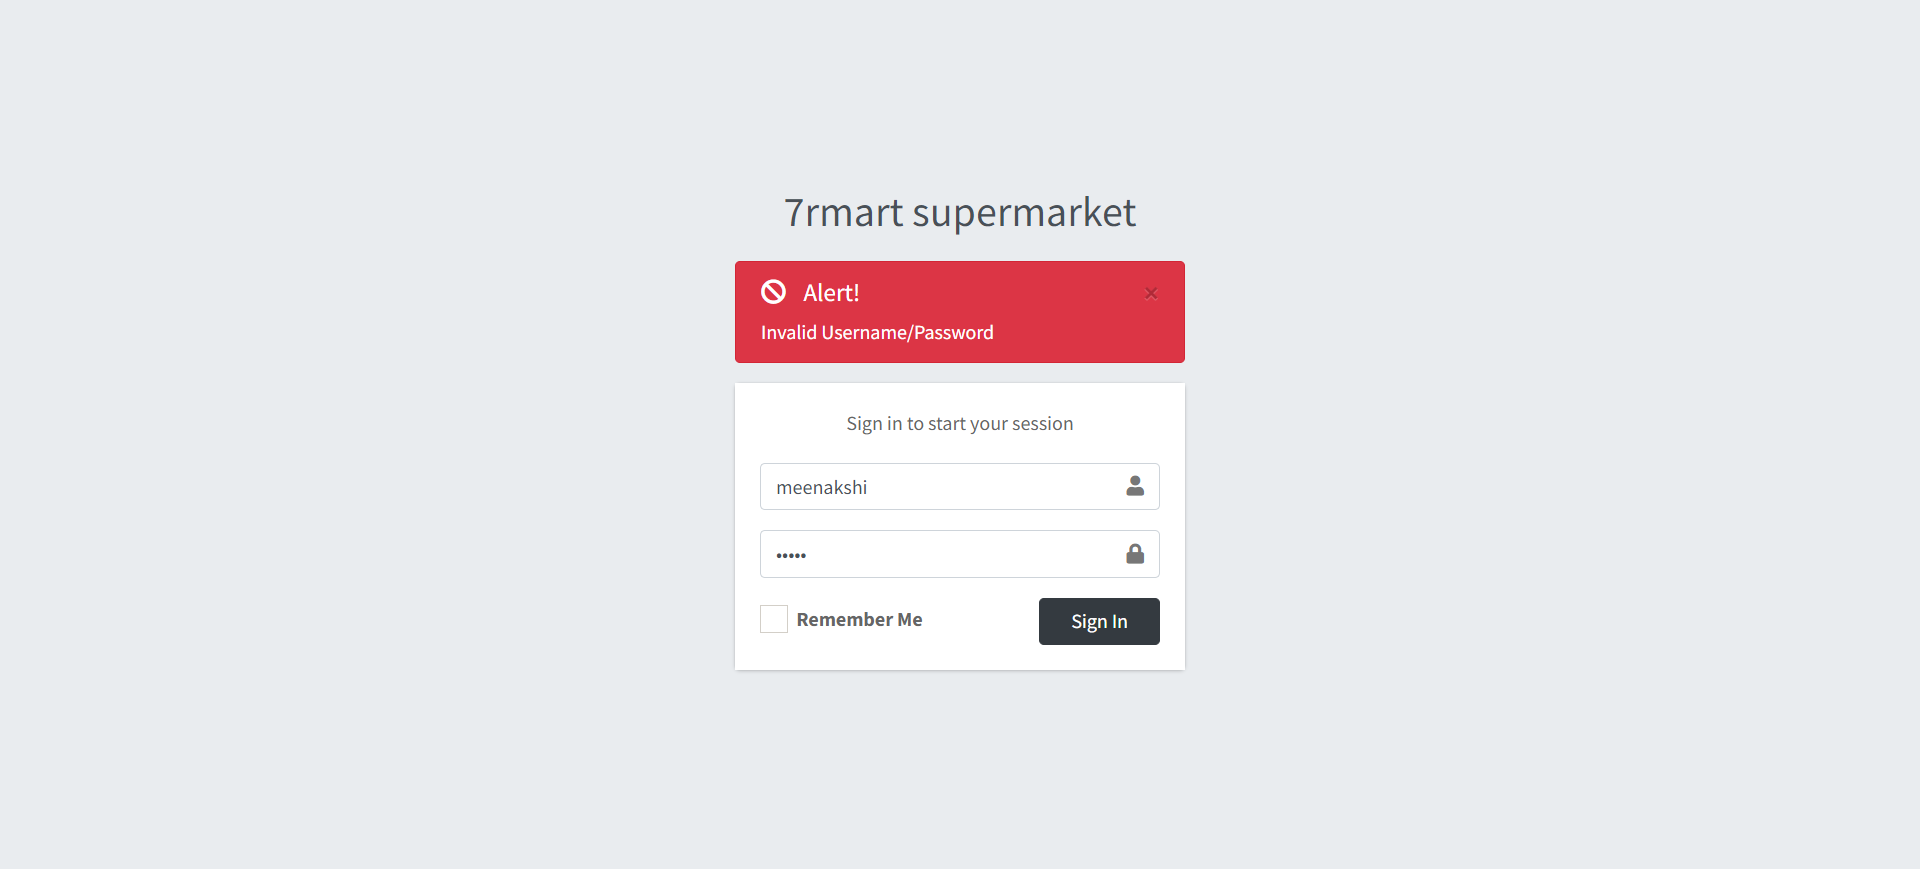 7rmart supermarket
Alert!
×
Invalid Username/Password
Sign in to start your session
meenakshi
•••••
Remember Me
Sign In